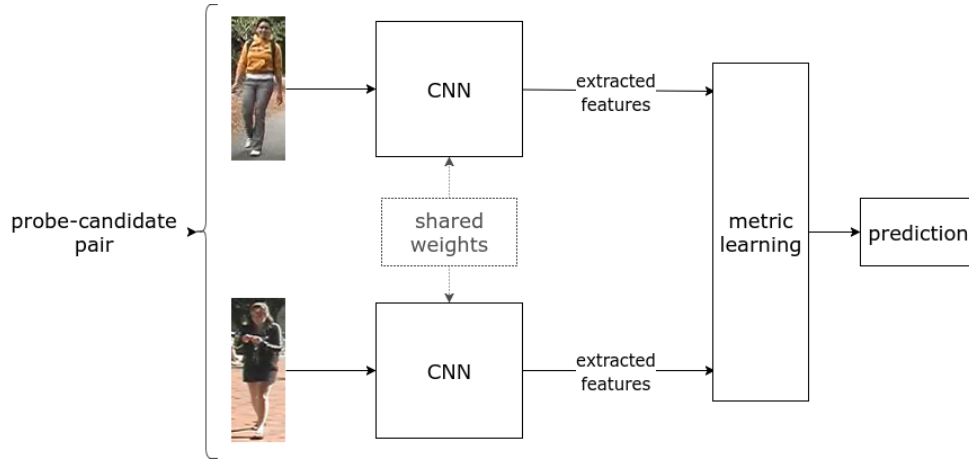 probe-candidate
pair
CNN
extracted
features
shared
weights
metric
learning
prediction
CNN
extracted
features